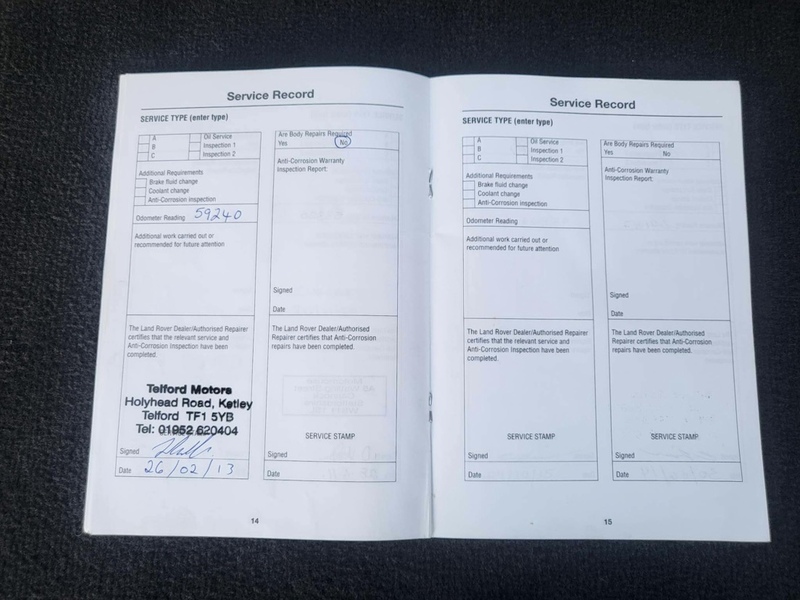 Service Record
SERVICE TYPE (enter type)
A
B
C
Oil Service
Inspection 1
Inspection 2
Additional Requirements
Brake fluid change
Coolant change
Anti-Corrosion inspection
Odometer Reading 59240
Additional work carried out or
recommended for future attention
The Land Rover Dealer/Authorised Repairer
certifies that the relevant service and
Anti-Corrosion Inspection have been
completed.
Telford Motors
Holyhead Road, Ketley
Telford TF1 5YB
Tel: 01952 620404
Signed
Date 26/02/13
Are Body Repairs Required
Yes No
Anti-Corrosion Warranty
Inspection Report:
Signed
Date
The Land Rover Dealer/Authorised
Repairer certifies that Anti-Corrosion
repairs have been completed.
SERVICE STAMP
Signed
Date
14
Service Record
SERVICE TYPE (enter type)
A
B
C
Oil Service
Inspection 1
Inspection 2
Additional Requirements
Brake fluid change
Coolant change
Anti-Corrosion inspection
Odometer Reading
Additional work carried out or
recommended for future attention
The Land Rover Dealer/Authorised Repairer
certifies that the relevant service and
Anti-Corrosion Inspection have been
completed.
SERVICE STAMP
Signed
Date
Are Body Repairs Required
Yes No
Anti-Corrosion Warranty
Inspection Report:
Signed
Date
The Land Rover Dealer/Authorised
Repairer certifies that Anti-Corrosion
repairs have been completed.
SERVICE STAMP
Signed
Date
15